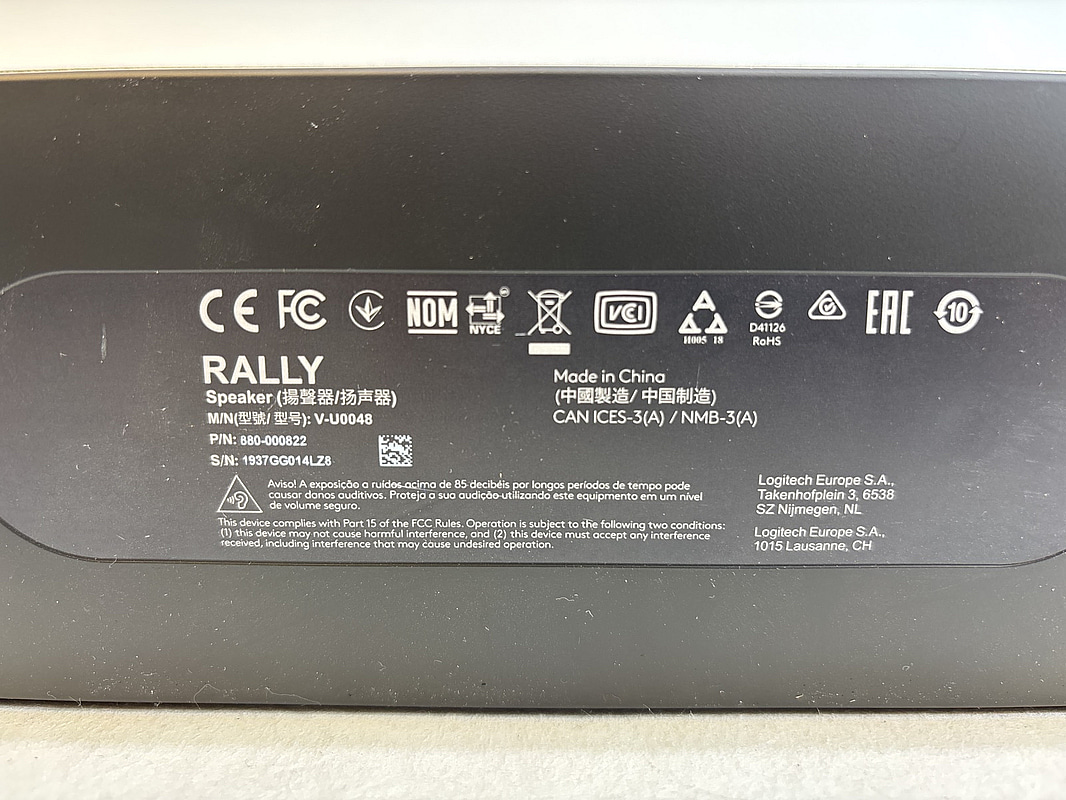 CE FC NOM NYCE VCI H005 18 D41126 RoHS EAC 10
RALLY
Speaker (揚聲器/扬声器)
M/N(型號/ 型号): V-U0048
P/N: 880-000822
S/N: 1937GG014LZ8
Made in China
(中國製造/ 中国制造)
CAN ICES-3(A) / NMB-3(A)
Aviso! A exposição a ruídos acima de 85 decibéis por longos períodos de tempo pode
causar danos auditivos. Proteja a sua audição utilizando este equipamento em um nível
de volume seguro.
This device complies with Part 15 of the FCC Rules. Operation is subject to the following two conditions:
(1) this device may not cause harmful interference, and (2) this device must accept any interference
received, including interference that may cause undesired operation.
Logitech Europe S.A.,
Takenhofplein 3, 6538
SZ Nijmegen, NL
Logitech Europe S.A.,
1015 Lausanne, CH